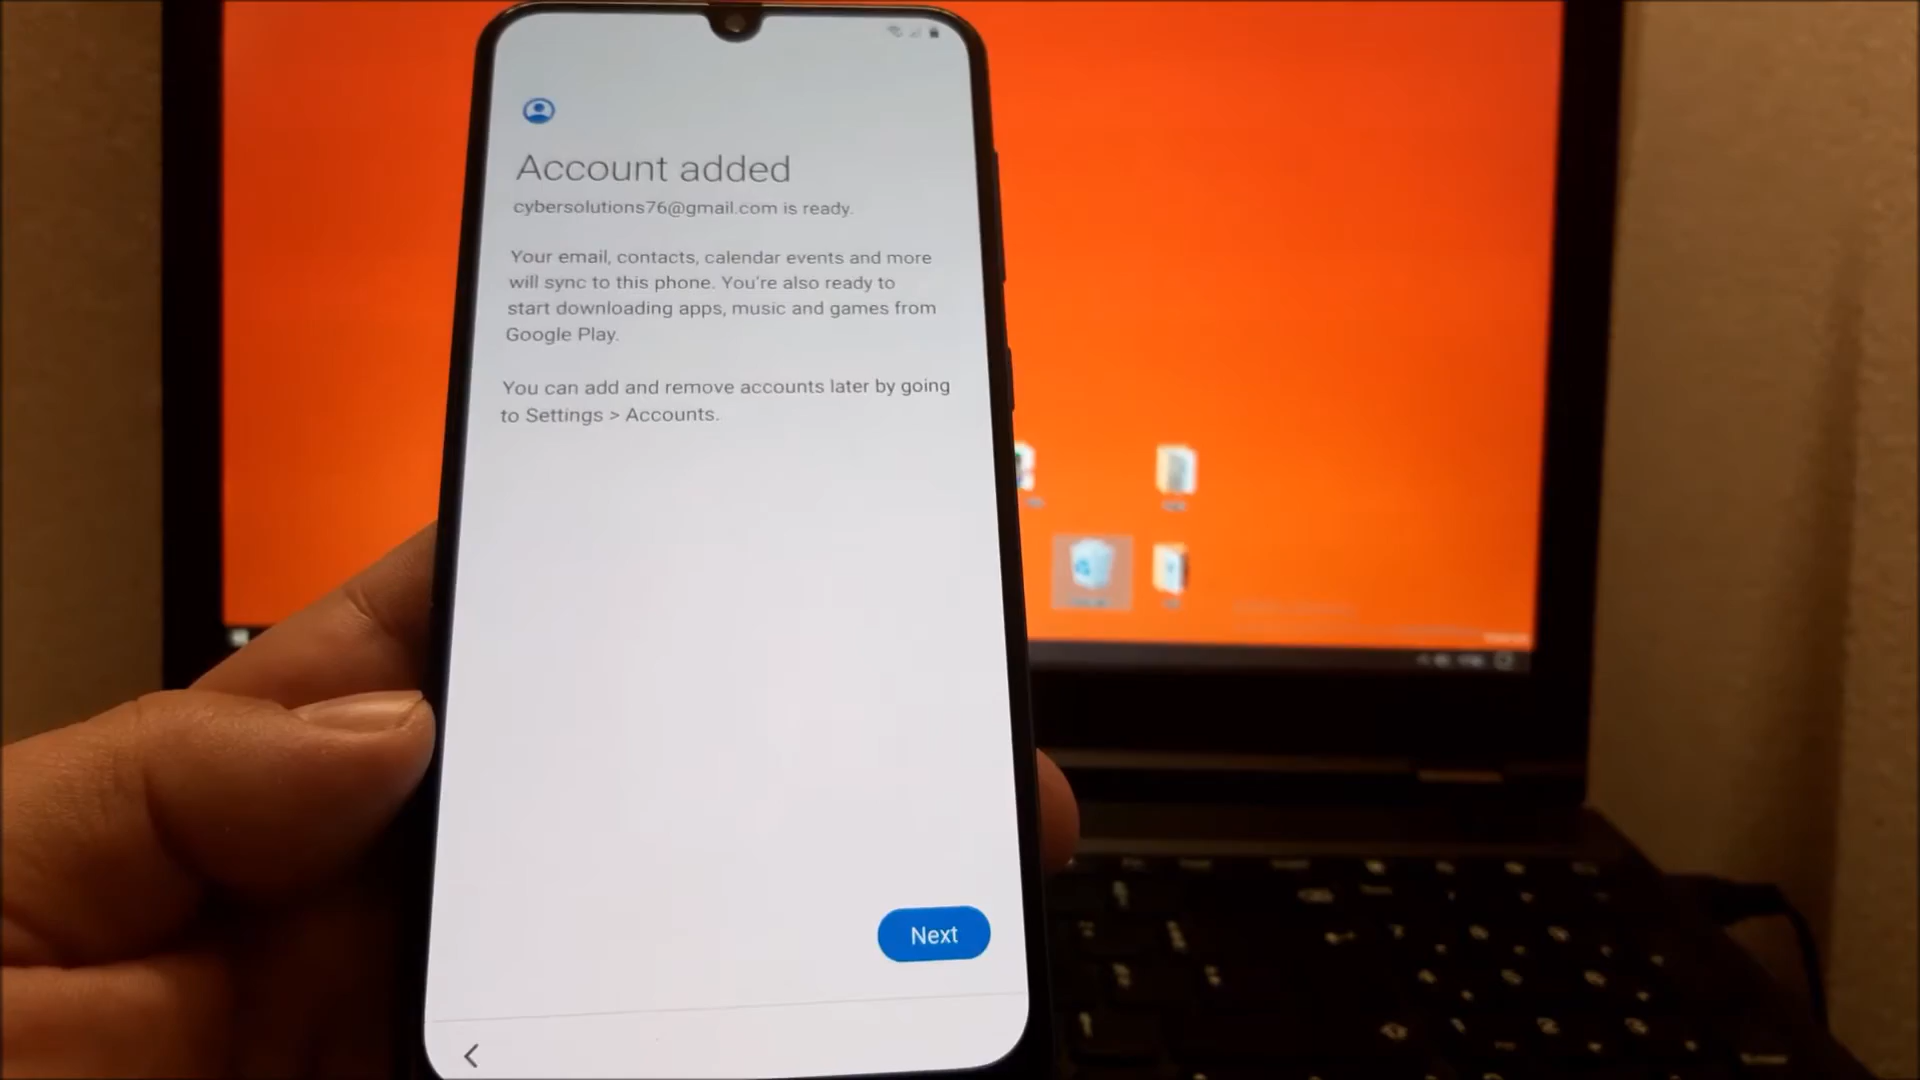 Account added
cybersolutions76@gmail.com is ready.
Your email, contacts, calendar events and more
will sync to this phone. You're also ready to
start downloading apps, music and games from
Google Play.
You can add and remove accounts later by going
to Settings > Accounts.
Next